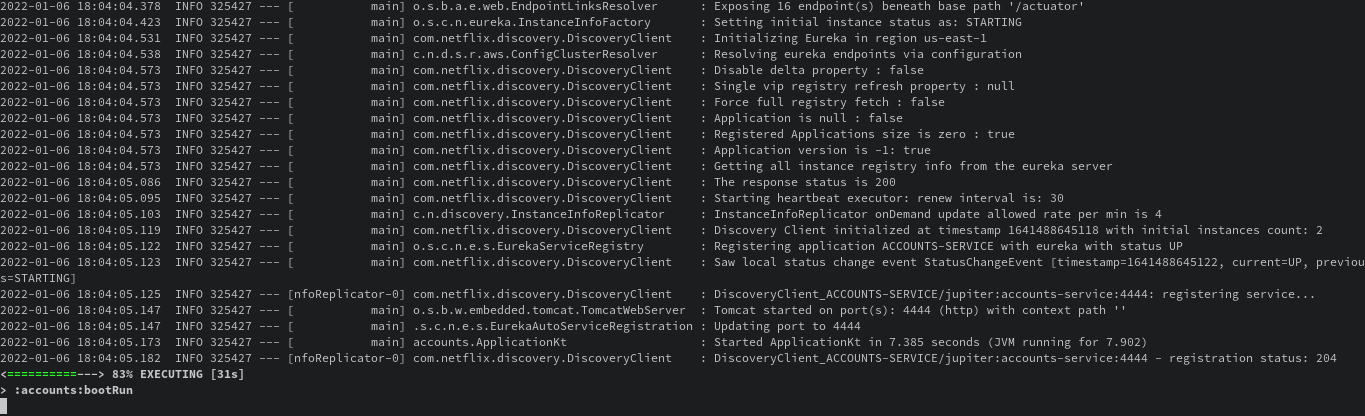 2022-01-06 18:04:04.378  INFO 325427 --- [           main] o.s.b.a.e.web.EndpointLinksResolver      : Exposing 16 endpoint(s) beneath base path '/actuator'
2022-01-06 18:04:04.423  INFO 325427 --- [           main] o.s.c.n.eureka.InstanceInfoFactory       : Setting initial instance status as: STARTING
2022-01-06 18:04:04.531  INFO 325427 --- [           main] com.netflix.discovery.DiscoveryClient    : Initializing Eureka in region us-east-1
2022-01-06 18:04:04.538  INFO 325427 --- [           main] c.n.d.s.r.aws.ConfigClusterResolver      : Resolving eureka endpoints via configuration
2022-01-06 18:04:04.573  INFO 325427 --- [           main] com.netflix.discovery.DiscoveryClient    : Disable delta property : false
2022-01-06 18:04:04.573  INFO 325427 --- [           main] com.netflix.discovery.DiscoveryClient    : Single vip registry refresh property : null
2022-01-06 18:04:04.573  INFO 325427 --- [           main] com.netflix.discovery.DiscoveryClient    : Force full registry fetch : false
2022-01-06 18:04:04.573  INFO 325427 --- [           main] com.netflix.discovery.DiscoveryClient    : Application is null : false
2022-01-06 18:04:04.573  INFO 325427 --- [           main] com.netflix.discovery.DiscoveryClient    : Registered Applications size is zero : true
2022-01-06 18:04:04.573  INFO 325427 --- [           main] com.netflix.discovery.DiscoveryClient    : Application version is -1: true
2022-01-06 18:04:04.573  INFO 325427 --- [           main] com.netflix.discovery.DiscoveryClient    : Getting all instance registry info from the eureka server
2022-01-06 18:04:05.086  INFO 325427 --- [           main] com.netflix.discovery.DiscoveryClient    : The response status is 200
2022-01-06 18:04:05.095  INFO 325427 --- [           main] com.netflix.discovery.DiscoveryClient    : Starting heartbeat executor: renew interval is: 30
2022-01-06 18:04:05.103  INFO 325427 --- [           main] c.n.discovery.InstanceInfoReplicator     : InstanceInfoReplicator onDemand update allowed rate per min is 4
2022-01-06 18:04:05.119  INFO 325427 --- [           main] com.netflix.discovery.DiscoveryClient    : Discovery Client initialized at timestamp 1641488645118 with initial instances count: 2
2022-01-06 18:04:05.122  INFO 325427 --- [           main] o.s.c.n.e.s.EurekaServiceRegistry        : Registering application ACCOUNTS-SERVICE with eureka with status UP
2022-01-06 18:04:05.123  INFO 325427 --- [           main] com.netflix.discovery.DiscoveryClient    : Saw local status change event StatusChangeEvent [timestamp=1641488645122, current=UP, previou
s=STARTING]
2022-01-06 18:04:05.125  INFO 325427 --- [nfoReplicator-0] com.netflix.discovery.DiscoveryClient    : DiscoveryClient_ACCOUNTS-SERVICE/jupiter:accounts-service:4444: registering service...
2022-01-06 18:04:05.147  INFO 325427 --- [           main] o.s.b.w.embedded.tomcat.TomcatWebServer  : Tomcat started on port(s): 4444 (http) with context path ''
2022-01-06 18:04:05.147  INFO 325427 --- [           main] .s.c.n.e.s.EurekaAutoServiceRegistration : Updating port to 4444
2022-01-06 18:04:05.173  INFO 325427 --- [           main] accounts.ApplicationKt                   : Started ApplicationKt in 7.385 seconds (JVM running for 7.902)
2022-01-06 18:04:05.182  INFO 325427 --- [nfoReplicator-0] com.netflix.discovery.DiscoveryClient    : DiscoveryClient_ACCOUNTS-SERVICE/jupiter:accounts-service:4444 - registration status: 204
<==========---> 83% EXECUTING [31s]
> :accounts:bootRun